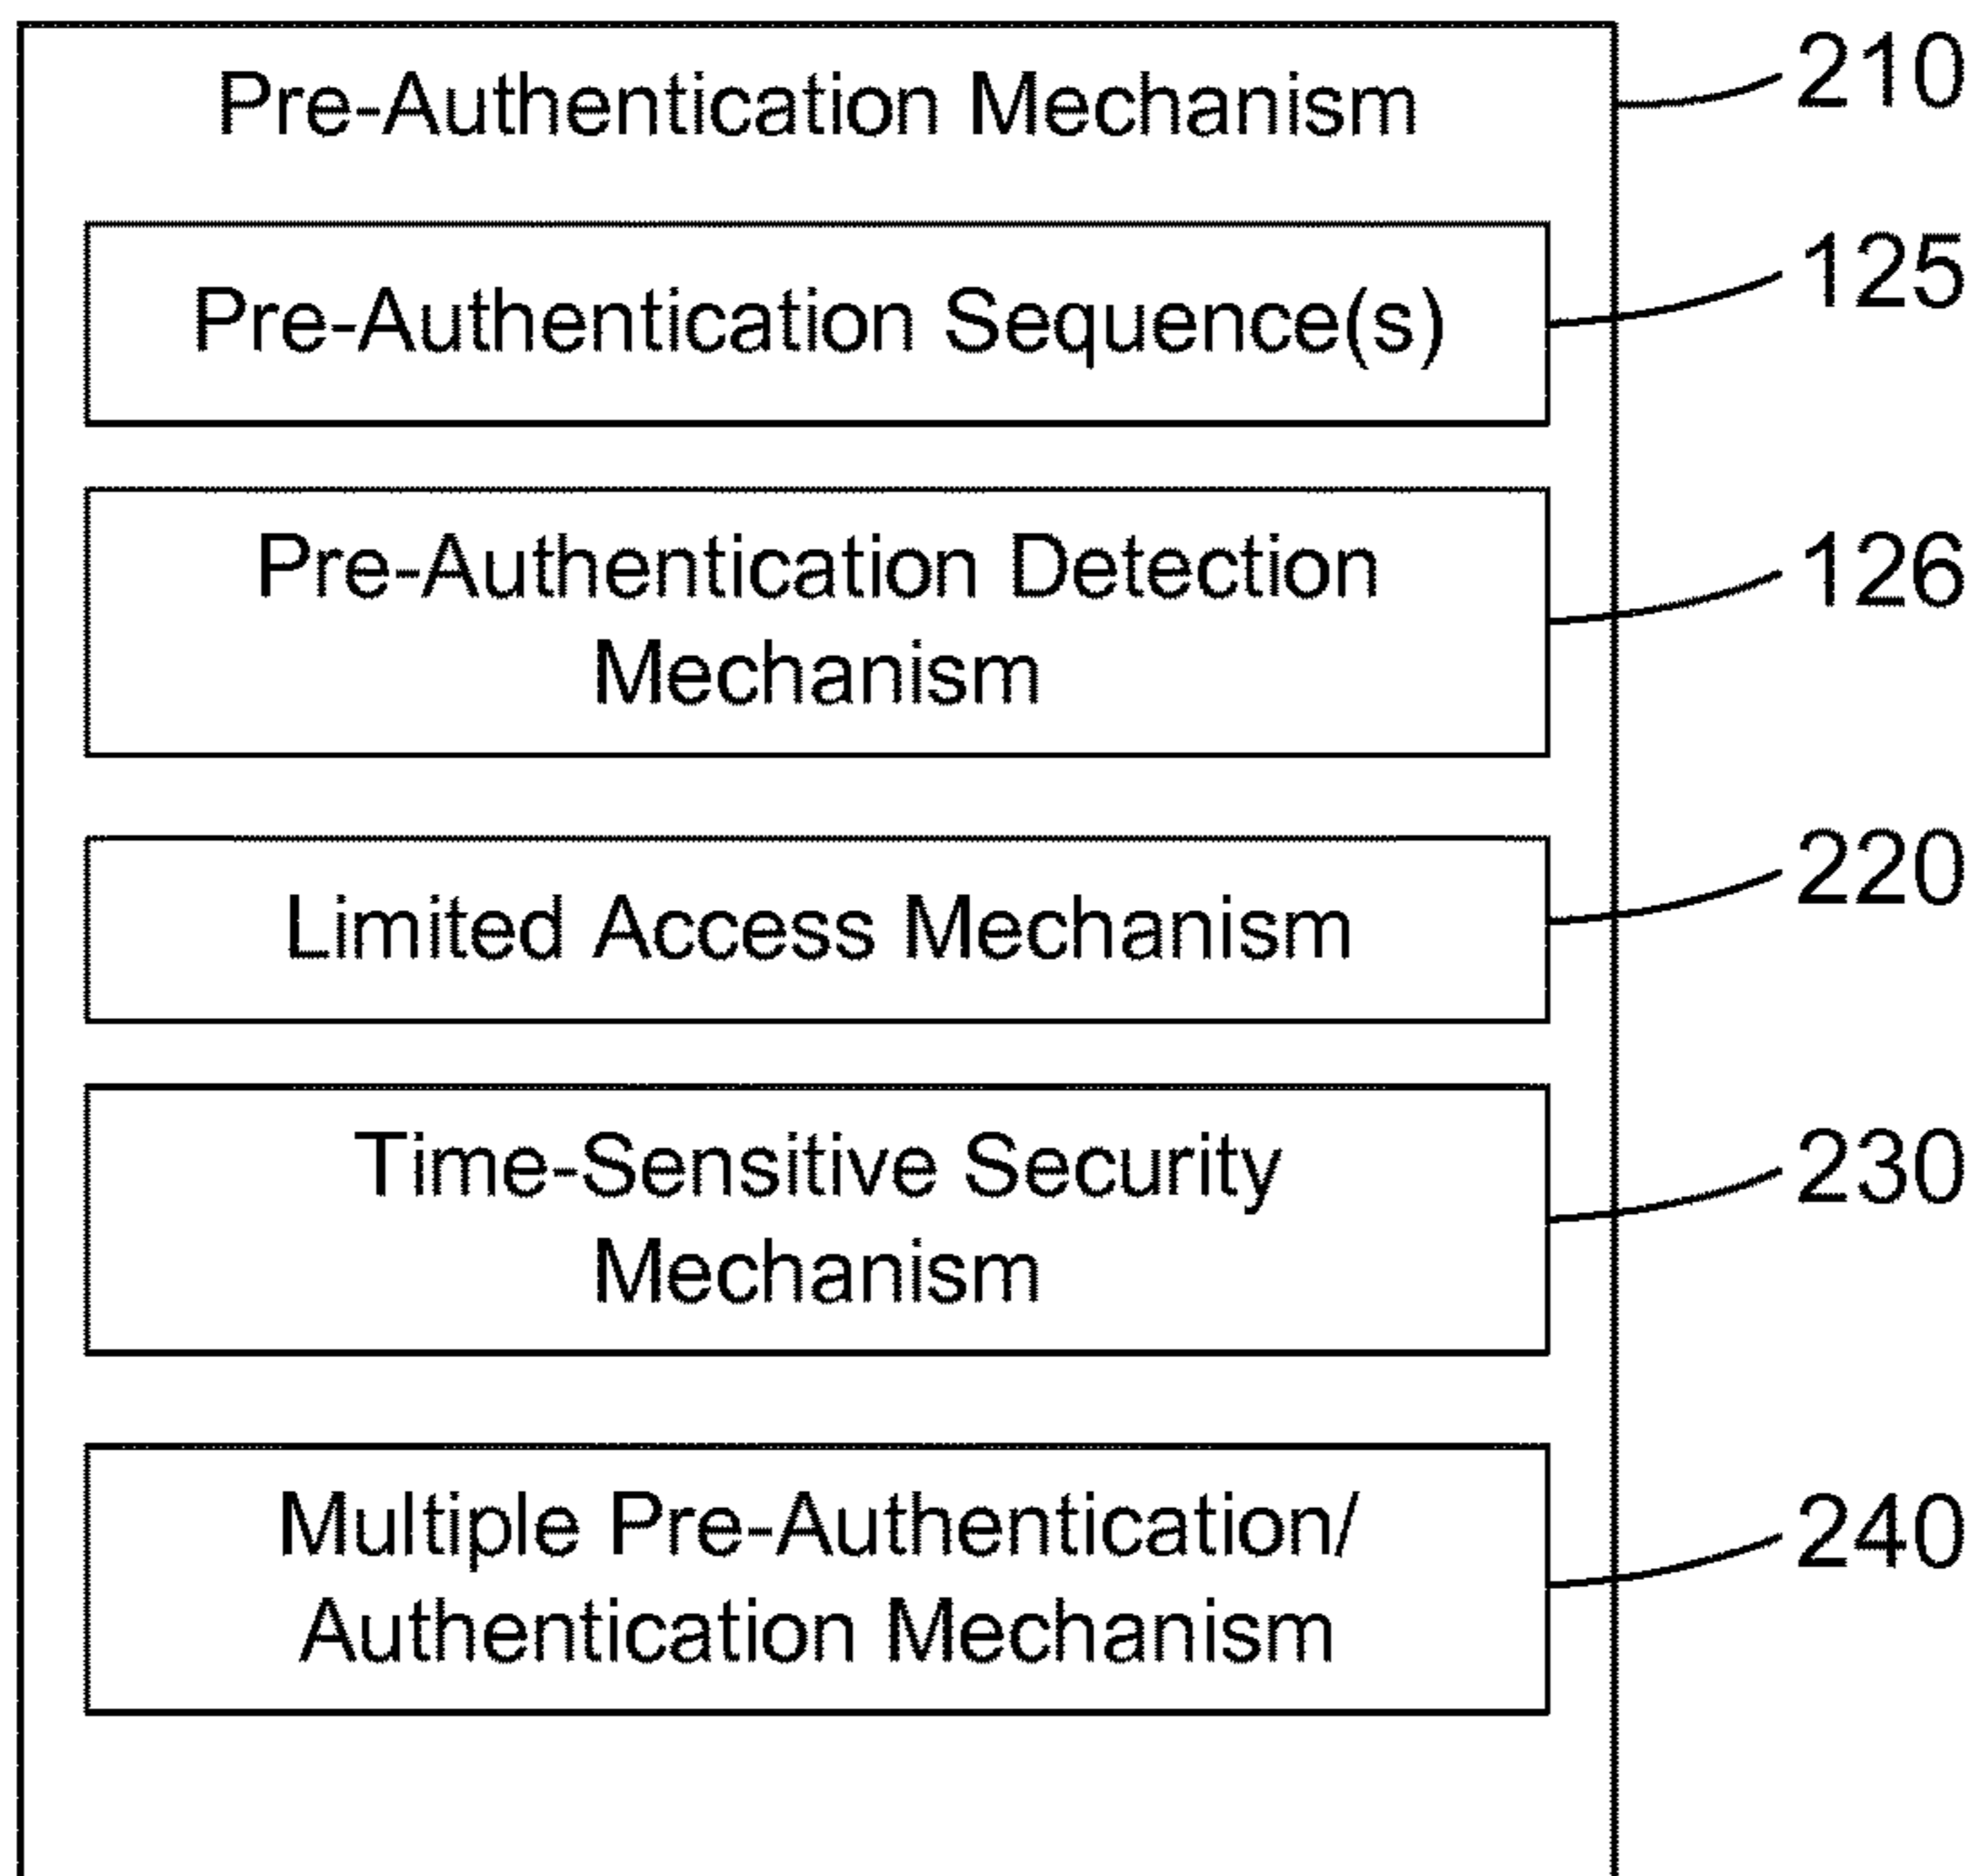 Pre-Authentication Mechanism 210
Pre-Authentication Sequence(s) 125
Pre-Authentication Detection 126
Mechanism
Limited Access Mechanism 220
Time-Sensitive Security 230
Mechanism
Multiple Pre-Authentication/ 240
Authentication Mechanism